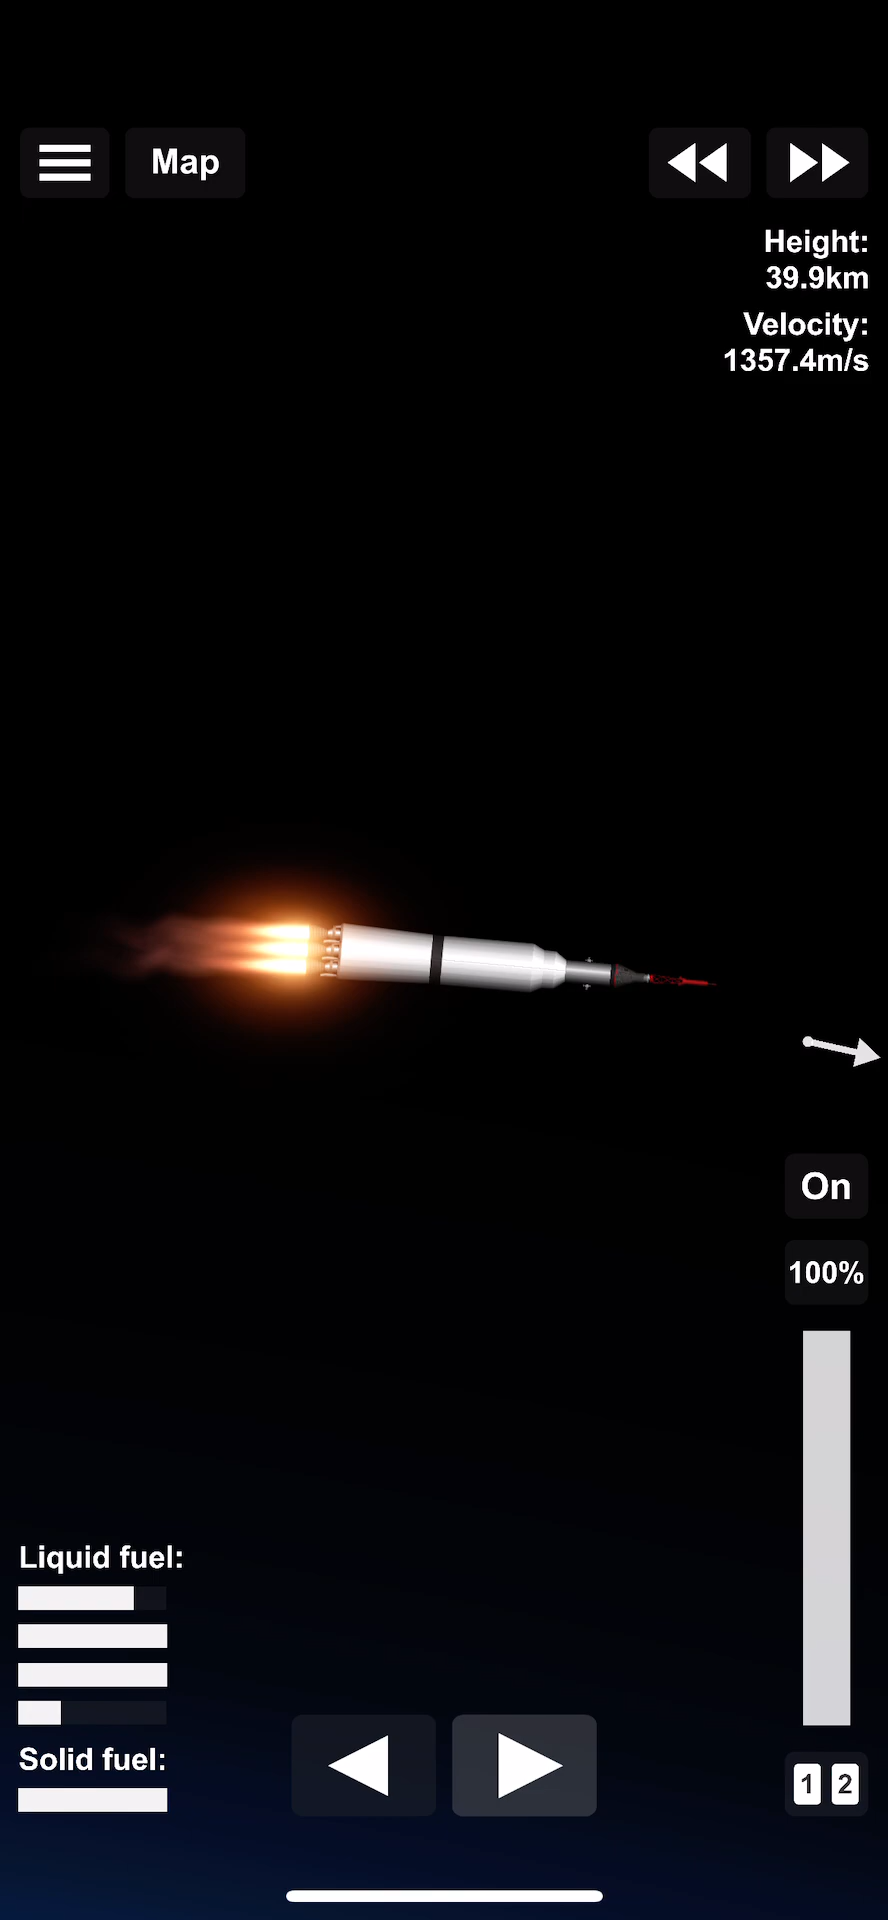 Map
Height:
39.9km
Velocity:
1357.4m/s
On
100%
Liquid fuel:
Solid fuel:
1 2